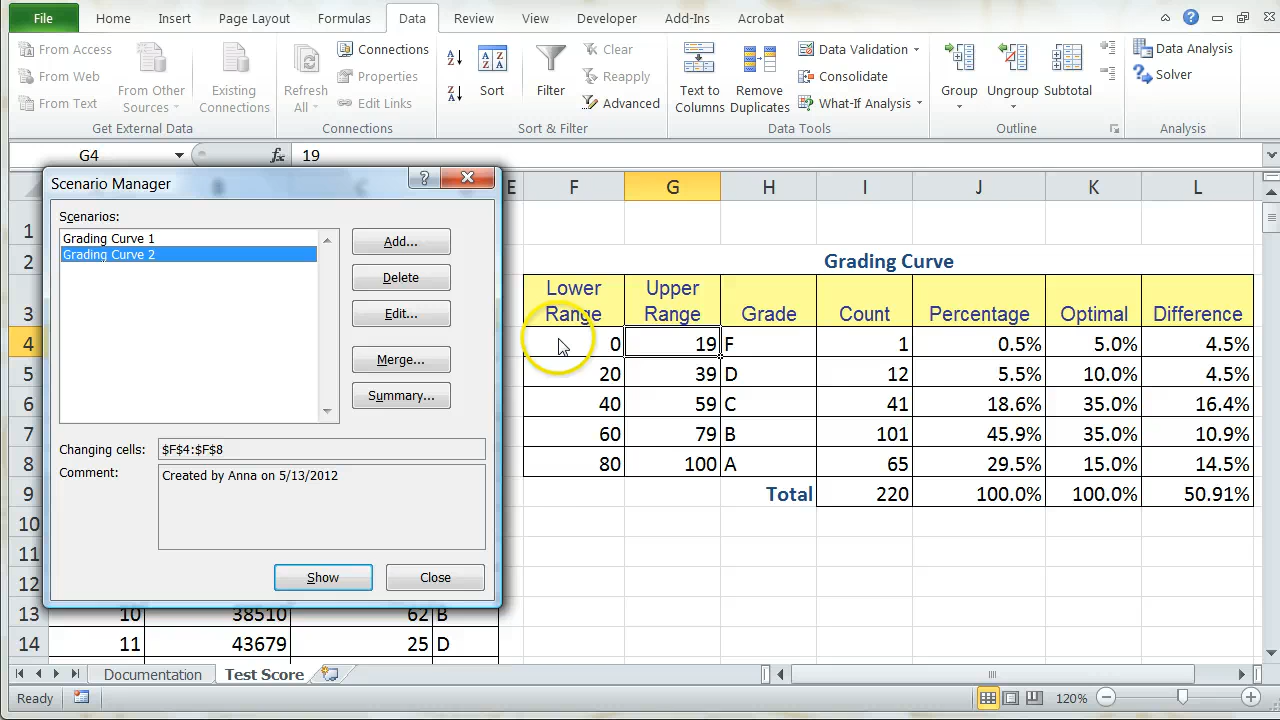 File Home Insert Page Layout Formulas Data Review View Developer Add-Ins Acrobat
From Access
From Web
From Text
From Other Sources
Existing Connections
Get External Data
Refresh All
Connections
Properties
Edit Links
Connections
Sort
Filter
Clear
Reapply
Advanced
Sort & Filter
Text to Columns
Remove Duplicates
Data Validation
Consolidate
What-If Analysis
Data Tools
Group
Ungroup
Subtotal
Outline
Data Analysis
Solver
Analysis
G4 fx 19
Scenario Manager
Scenarios:
Grading Curve 1
Grading Curve 2
Add...
Delete
Edit...
Merge...
Summary...
Changing cells: $F$4:$F$8
Comment: Created by Anna on 5/13/2012
Show Close
E F G H I J K L
1
2 Grading Curve
3 Lower Range Upper Range Grade Count Percentage Optimal Difference
4 0 19 F 1 0.5% 5.0% 4.5%
5 20 39 D 12 5.5% 10.0% 4.5%
6 40 59 C 41 18.6% 35.0% 16.4%
7 60 79 B 101 45.9% 35.0% 10.9%
8 80 100 A 65 29.5% 15.0% 14.5%
9 Total 220 100.0% 100.0% 50.91%
10
11
12
13 10 38510 62 B
14 11 43679 25 D
Documentation Test Score
Ready 120%